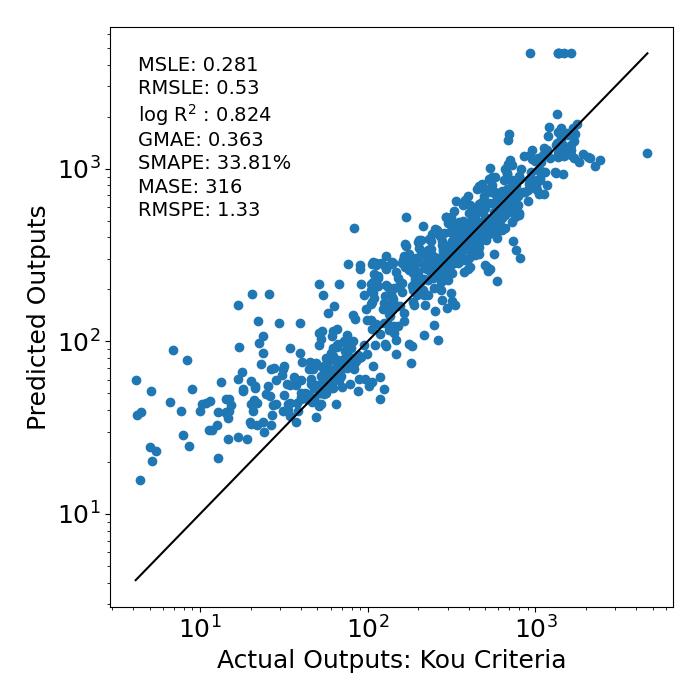 MSLE: 0.281
RMSLE: 0.53
log R² : 0.824
GMAE: 0.363
SMAPE: 33.81%
MASE: 316
RMSPE: 1.33
10³
10²
10¹
Predicted Outputs
10¹ 10² 10³
Actual Outputs: Kou Criteria